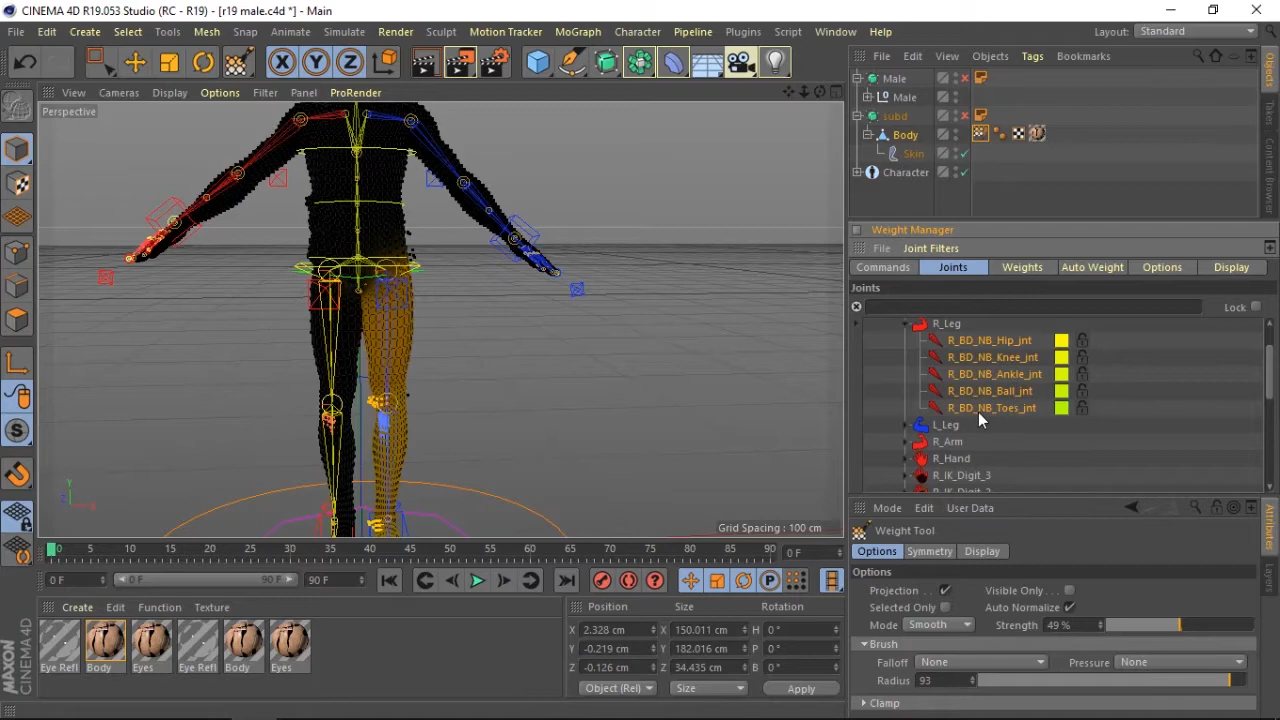 CINEMA 4D R19.053 Studio (RC - R19) - [r19 male.c4d *] - Main
File Edit Create Select Tools Mesh Snap Animate Simulate Render Sculpt Motion Tracker MoGraph Character Pipeline Plugins Script Window Help Layout: Standard
X Y Z
File Edit View Objects Tags Bookmarks
View Cameras Display Options Filter Panel ProRender
Perspective
Male
Male
subd
Body
Skin
Character
Objects
Takes
Content Browser
Weight Manager
File Joint Filters
Commands Joints Weights Auto Weight Options Display
Joints
Lock
R_Leg
R_BD_NB_Hip_jnt
R_BD_NB_Knee_jnt
R_BD_NB_Ankle_jnt
R_BD_NB_Ball_jnt
R_BD_NB_Toes_jnt
L_Leg
R_Arm
R_Hand
R_IK_Digit_3
Grid Spacing : 100 cm
Mode Edit User Data
Weight Tool
Options Symmetry Display
Options
Projection . . Visible Only . .
Selected Only Auto Normalize
Mode Smooth Strength 49 %
Brush
Falloff None Pressure None
Radius 93
Clamp
Attributes
Layers
0 5 10 15 20 25 30 35 40 45 50 55 60 65 70 75 80 85 90 0 F
0 F 0 F 90 F 90 F
Create Edit Function Texture
Eye Refl Body Eyes Eye Refl Body Eyes
Position Size Rotation
X 2.328 cm X 150.011 cm H 0 °
Y -0.219 cm Y 182.016 cm P 0 °
Z -0.126 cm Z 34.435 cm B 0 °
Object (Rel) Size Apply
MAXON CINEMA 4D